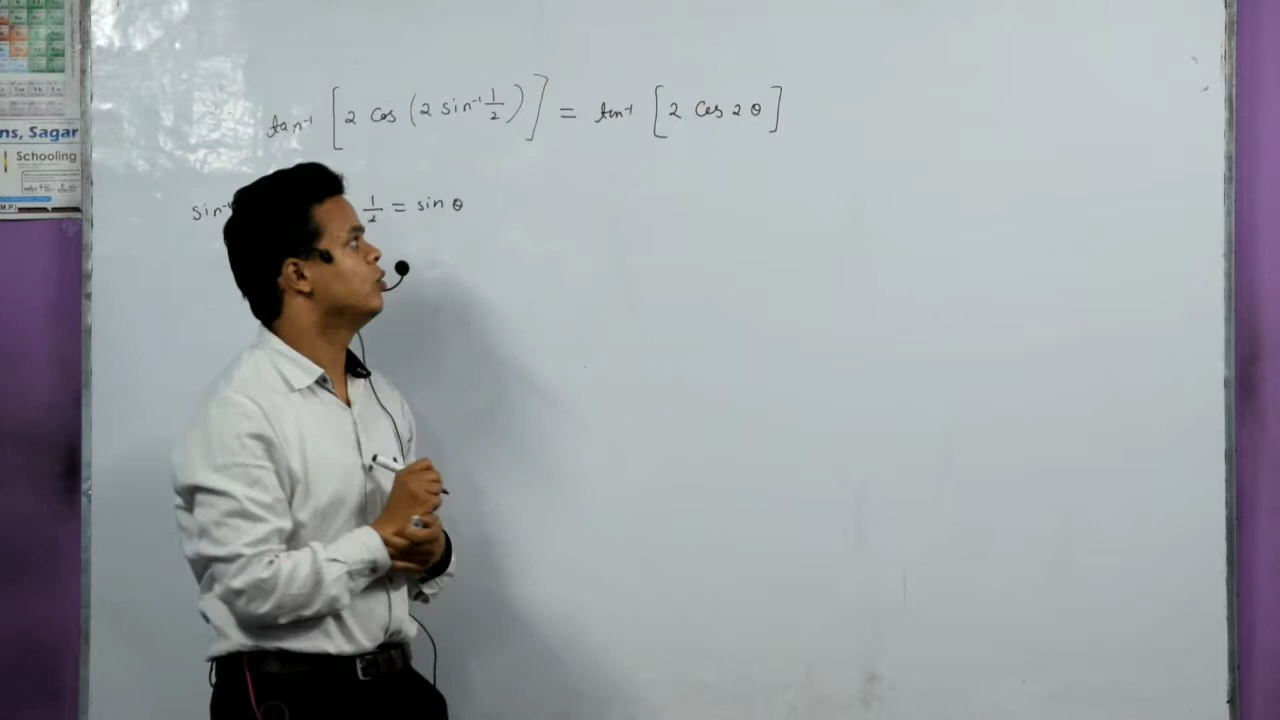 tan⁻¹ [2 cos (2 sin⁻¹ 1/2)] = tan⁻¹ [2 cos 2θ]
sin⁻¹ 1/2 = sin θ
ns, Sagar
Schooling
(M.P.)